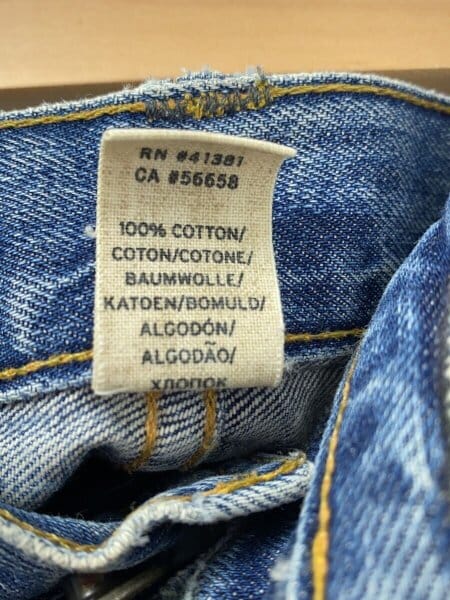 RN #41381
CA #56658
100% COTTON/
COTON/COTONE/
BAUMWOLLE/
KATOEN/BOMULD/
ALGODÓN/
ALGODÃO/
ХЛОПОК